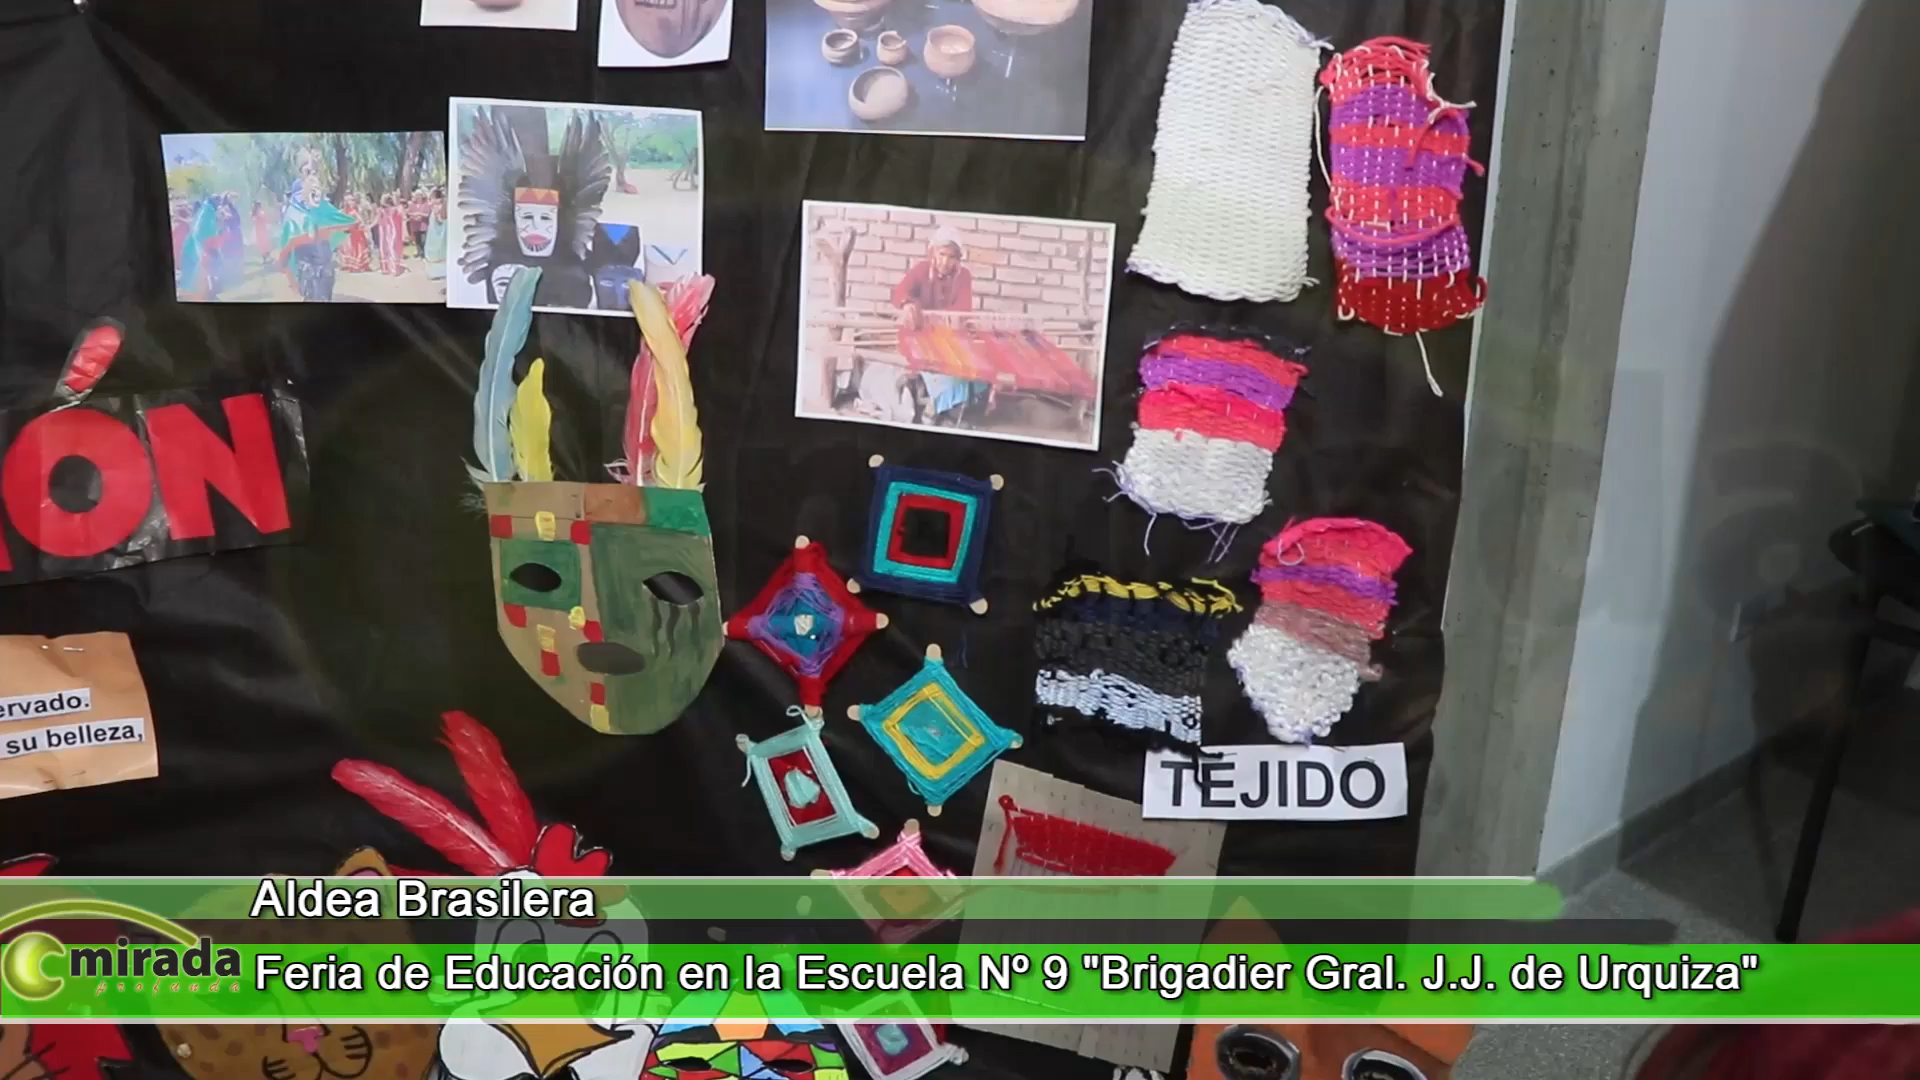 ÓN
ervado.
su belleza,
TEJIDO
Aldea Brasilera
mirada
profunda
Feria de Educación en la Escuela Nº 9 "Brigadier Gral. J.J. de Urquiza"